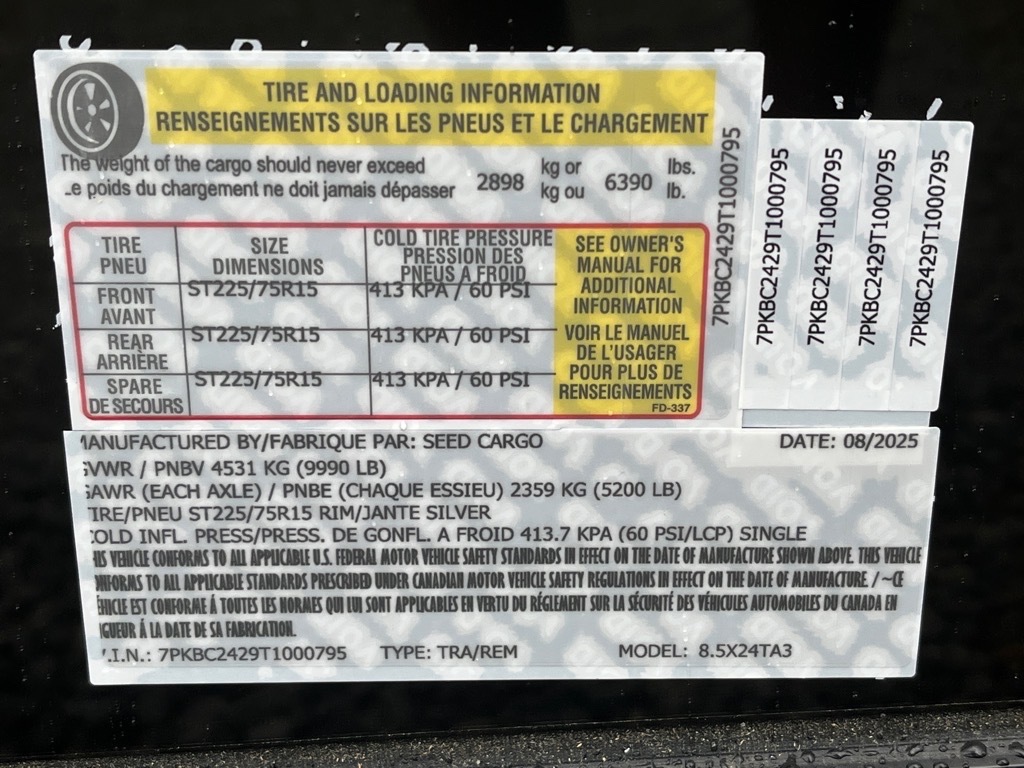 TIRE AND LOADING INFORMATION
RENSEIGNEMENTS SUR LES PNEUS ET LE CHARGEMENT
The weight of the cargo should never exceed 2898 kg or 6390 lbs.
.e poids du chargement ne doit jamais dépasser kg ou lb.
TIRE PNEU SIZE DIMENSIONS COLD TIRE PRESSURE PRESSION DES PNEUS A FROID
FRONT AVANT ST225/75R15 413 KPA / 60 PSI
REAR ARRIÈRE ST225/75R15 413 KPA / 60 PSI
SPARE DE SECOURS ST225/75R15 413 KPA / 60 PSI
SEE OWNER'S
MANUAL FOR
ADDITIONAL
INFORMATION
VOIR LE MANUEL
DE L'USAGER
POUR PLUS DE
RENSEIGNEMENTS
FD-337
7PKBC2429T1000795
7PKBC2429T1000795
7PKBC2429T1000795
7PKBC2429T1000795
7PKBC2429T1000795
MANUFACTURED BY/FABRIQUE PAR: SEED CARGO DATE: 08/2025
GVWR / PNBV 4531 KG (9990 LB)
GAWR (EACH AXLE) / PNBE (CHAQUE ESSIEU) 2359 KG (5200 LB)
TIRE/PNEU ST225/75R15 RIM/JANTE SILVER
COLD INFL. PRESS/PRESS. DE GONFL. A FROID 413.7 KPA (60 PSI/LCP) SINGLE
IS VEHICLE CONFORMS TO ALL APPLICABLE U.S. FEDERAL MOTOR VEHICLE SAFETY STANDARDS IN EFFECT ON THE DATE OF MANUFACTURE SHOWN ABOVE. THIS VEHICLE
NFORMS TO ALL APPLICABLE STANDARDS PRESCRIBED UNDER CANADIAN MOTOR VEHICLE SAFETY REGULATIONS IN EFFECT ON THE DATE OF MANUFACTURE. / ~CE
ÉHICLE EST CONFORME Á TOUTES LES NORMES QUI LUI SONT APPLICABLES EN VERTU DU RÉGLEMENT SUR LA SÉCURITÉ DES VÉHICULES AUTOMOBILES DU CANADA EN
IGUEUR Á LA DATE DE SA FABRICATION.
.I.N.: 7PKBC2429T1000795 TYPE: TRA/REM MODEL: 8.5X24TA3